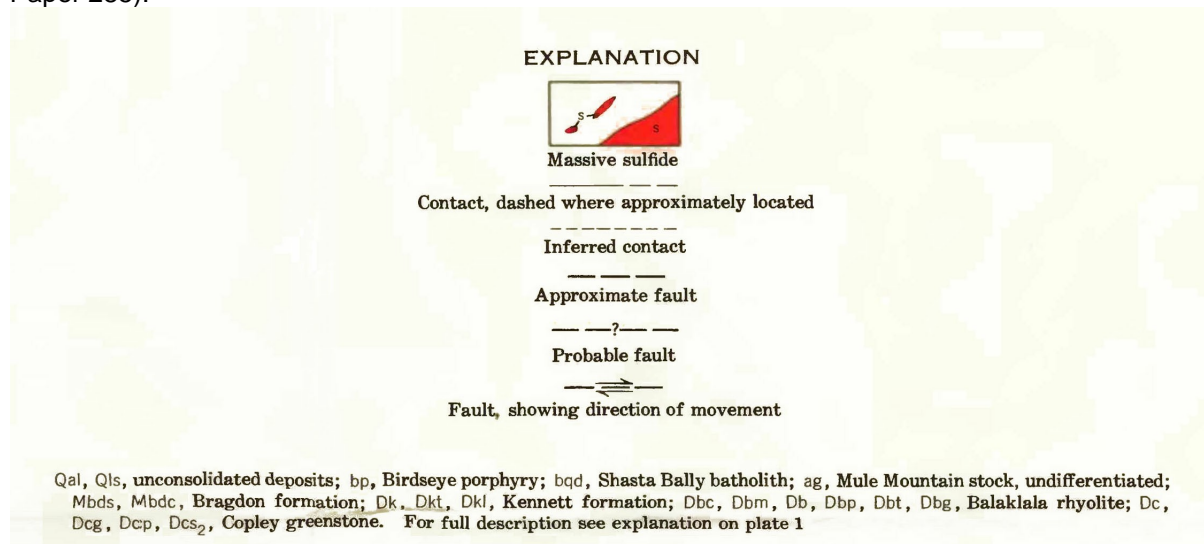 Paper 285).
EXPLANATION
S
S
Massive sulfide
Contact, dashed where approximately located
Inferred contact
Approximate fault
?
Probable fault
Fault, showing direction of movement
Qal, Qls, unconsolidated deposits; bp, Birdseye porphyry; bqd, Shasta Bally batholith; ag, Mule Mountain stock, undifferentiated;
Mbds, Mbdc, Bragdon formation; Dk, Dkt, Dkl, Kennett formation; Dbc, Dbm, Db, Dbp, Dbt, Dbg, Balaklala rhyolite; Dc,
Dcg, Dcp, Dcs₂, Copley greenstone. For full description see explanation on plate 1